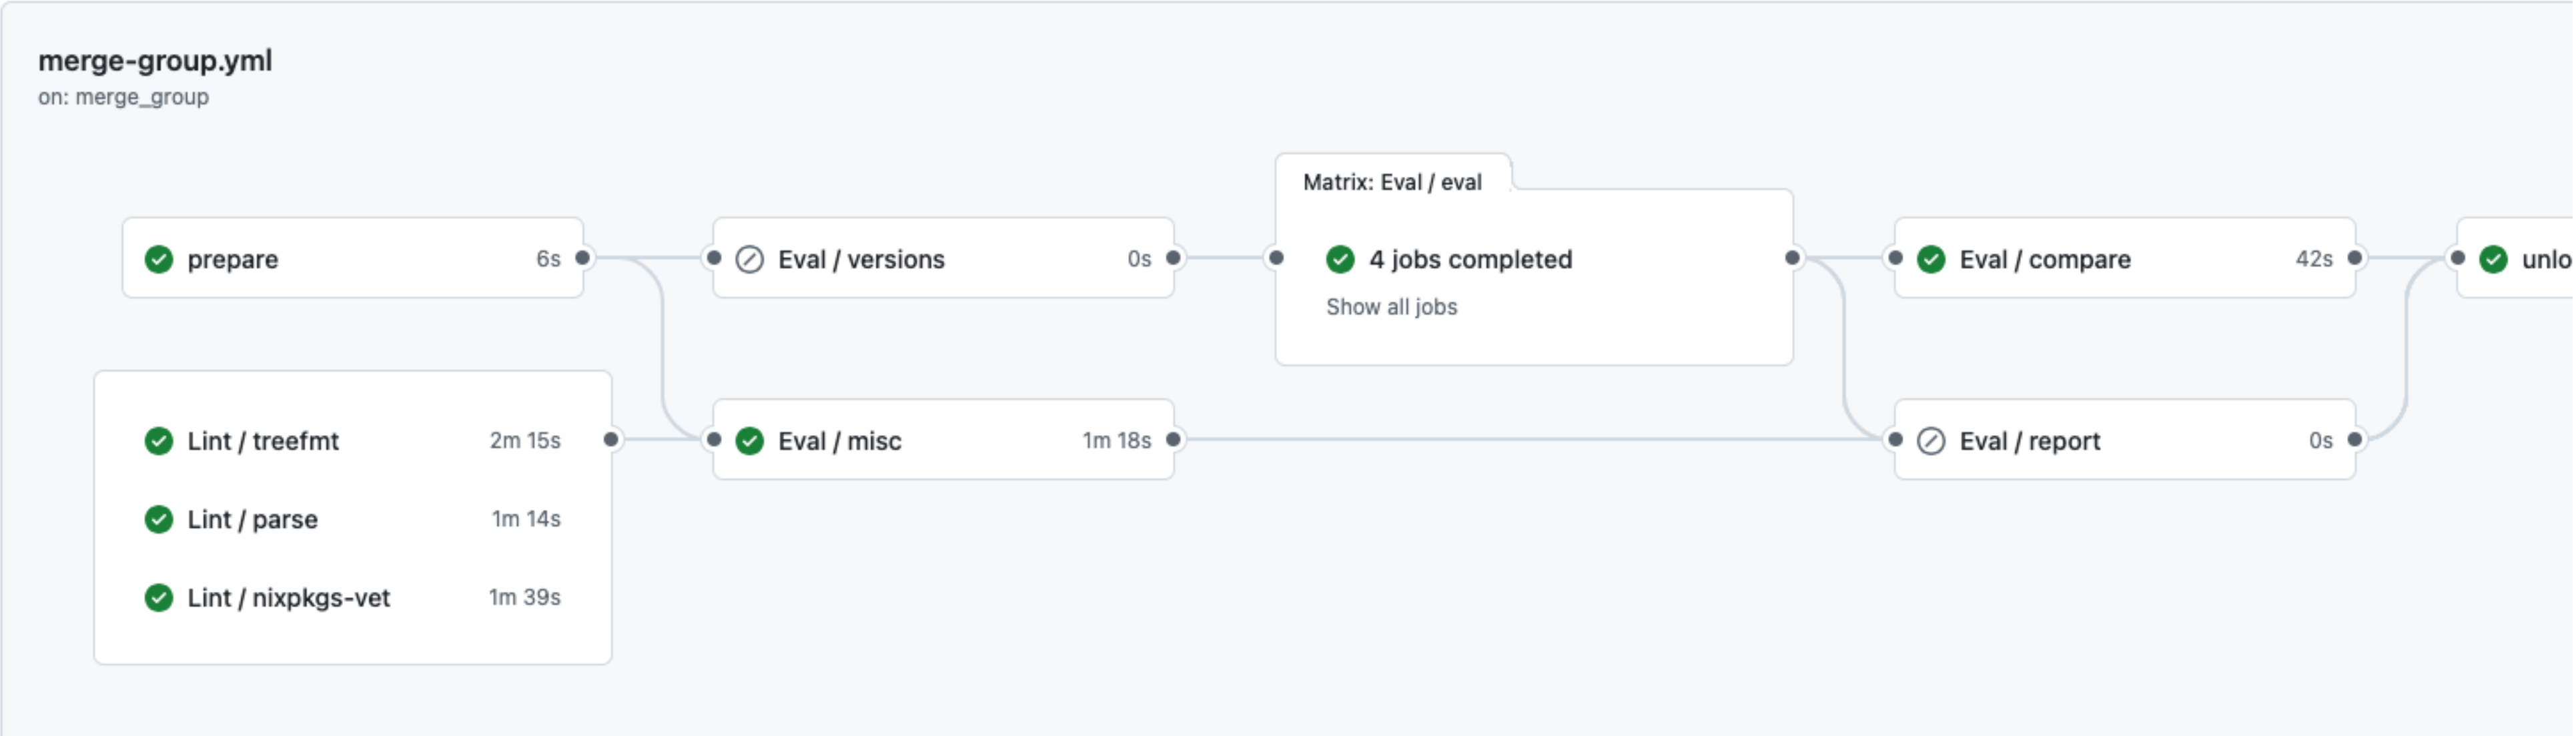 merge-group.yml
on: merge_group
prepare 6s
Lint / treefmt 2m 15s
Lint / parse 1m 14s
Lint / nixpkgs-vet 1m 39s
Eval / versions 0s
Eval / misc 1m 18s
Matrix: Eval / eval
4 jobs completed
Show all jobs
Eval / compare 42s
Eval / report 0s
unlo